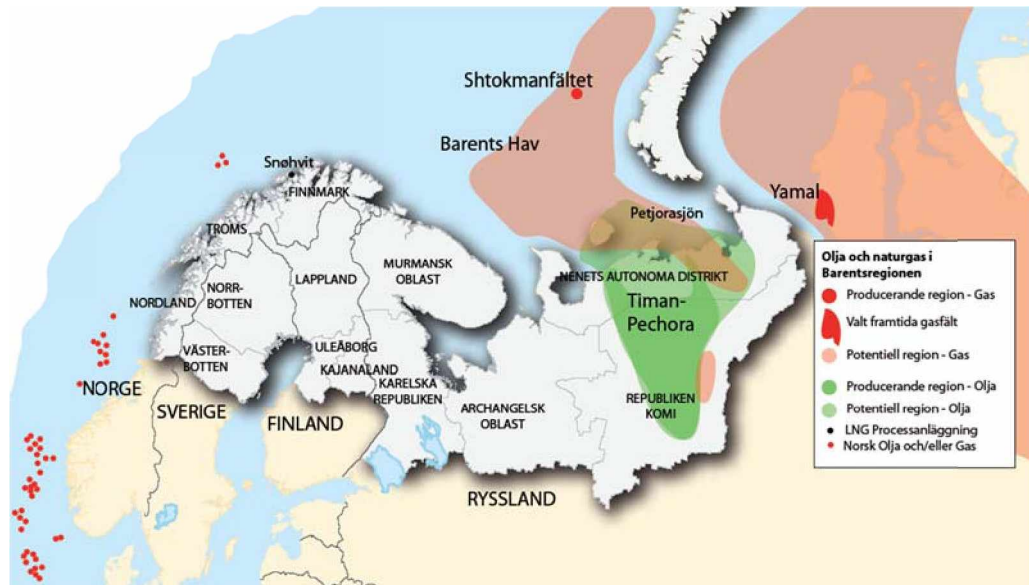 Shtokmanfältet
Barents Hav
Snøhvit
FINNMARK
Yamal
Petjorasjön
TROMS
MURMANSK
OBLAST
LAPPLAND
NENETS AUTONOMA DISTRIKT
NORR-
BOTTEN
NORDLAND
Timan-
Pechora
ULEÅBORG
VÄSTER-
BOTTEN
KAJANALAND
KARELSKA
REPUBLIKEN
NORGE
SVERIGE
FINLAND
ARCHANGELSK
OBLAST
REPUBLIKEN
KOMI
RYSSLAND
Olja och naturgas i
Barentsregionen
Producerande region - Gas
Valt framtida gasfält
Potentiell region - Gas
Producerande region - Olja
Potentiell region - Olja
LNG Processanläggning
Norsk Olja och/eller Gas